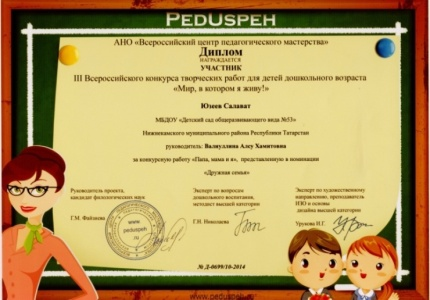 PEDUSPEH
АНО «Всероссийский центр педагогического мастерства»
Диплом
НАГРАЖДАЕТСЯ
УЧАСТНИК
III Всероссийского конкурса творческих работ для детей дошкольного возраста
«Мир, в котором я живу!»
Юзеев Салават
МБДОУ «Детский сад общеразвивающего вида №53»
Нижнекамского муниципального района Республики Татарстан
руководитель: Валиуллина Алсу Хамитовна
за конкурсную работу «Папа, мама и я», представленную в номинации
«Дружная семья»
Руководитель проекта, кандидат филологических наук
Г.М. Файзова
Эксперт по вопросам дошкольного воспитания, методист высшей категории
Г.Н. Николаева
Эксперт по художественному направлению, преподаватель ИЗО и основ дизайна высшей категории
Урунова И.Г.
peduspeh
№ Д-0699/10-2014
www.peduspeh.ru